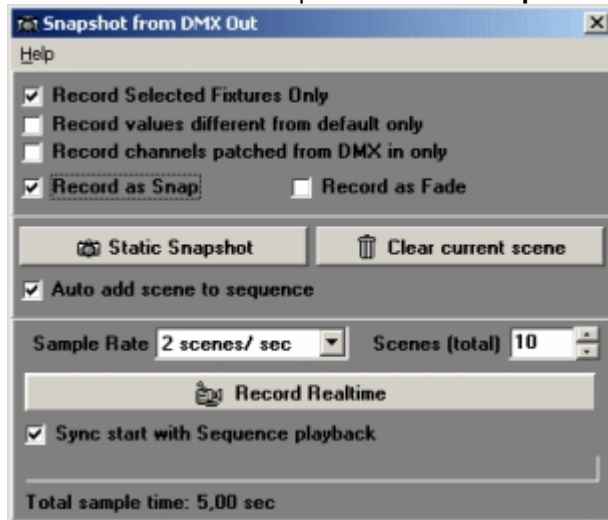 Snapshot from DMX Out
Help
Record Selected Fixtures Only
Record values different from default only
Record channels patched from DMX in only
Record as Snap Record as Fade
Static Snapshot Clear current scene
Auto add scene to sequence
Sample Rate 2 scenes/ sec Scenes (total) 10
Record Realtime
Sync start with Sequence playback
Total sample time: 5,00 sec